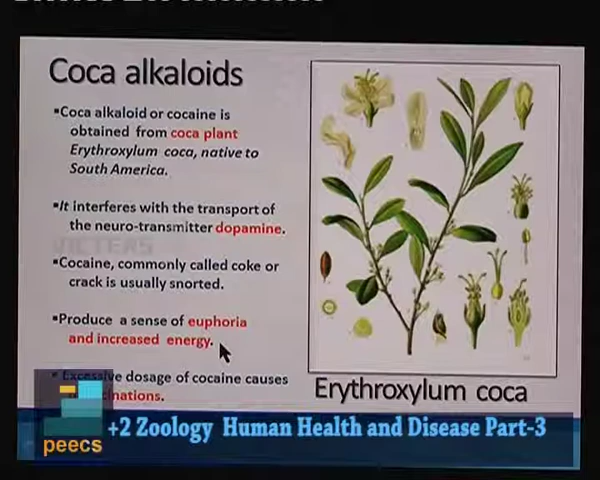 Coca alkaloids
▪Coca alkaloid or cocaine is
obtained from coca plant
Erythroxylum coca, native to
South America.
▪It interferes with the transport of
the neuro-transmitter dopamine.
VICTERS
▪Cocaine, commonly called coke or
crack is usually snorted.
▪Produce a sense of euphoria
and increased energy.
Excessive dosage of cocaine causes
Erythroxylum coca
+2 Zoology Human Health and Disease Part-3
peecs